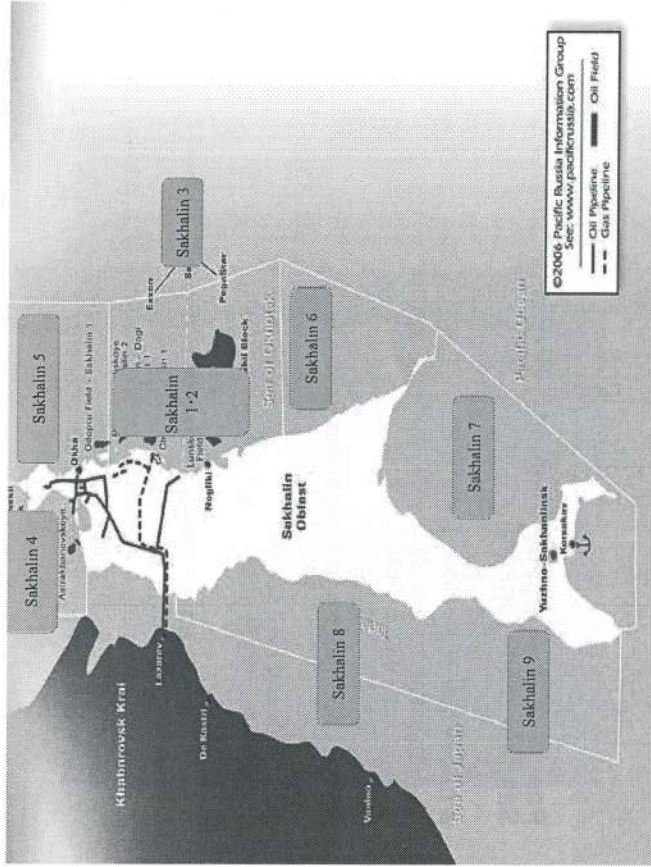 Sakhalin 4
Sakhalin 5
Okha
Astrakhanovskoye
Odoptu Field – Sakhalin 1
Sakhalin
1・2
Sakhalin 3
Exxon
Pegastar
Khabarovsk Krai
Lazarev
Nogliki
De Kastri
Sea of Okhotsk
Sakhalin 6
Sakhalin
Oblast
Sakhalin 8
Sakhalin 7
Pacific Ocean
Vanino
Yuzhno-Sakhanlinsk
Korsakov
Sakhalin 9
Sea of Japan
©2006 Pacific Russia Information Group
See: www.pacificrussia.com
Oil Pipeline
Oil Field
Gas Pipeline